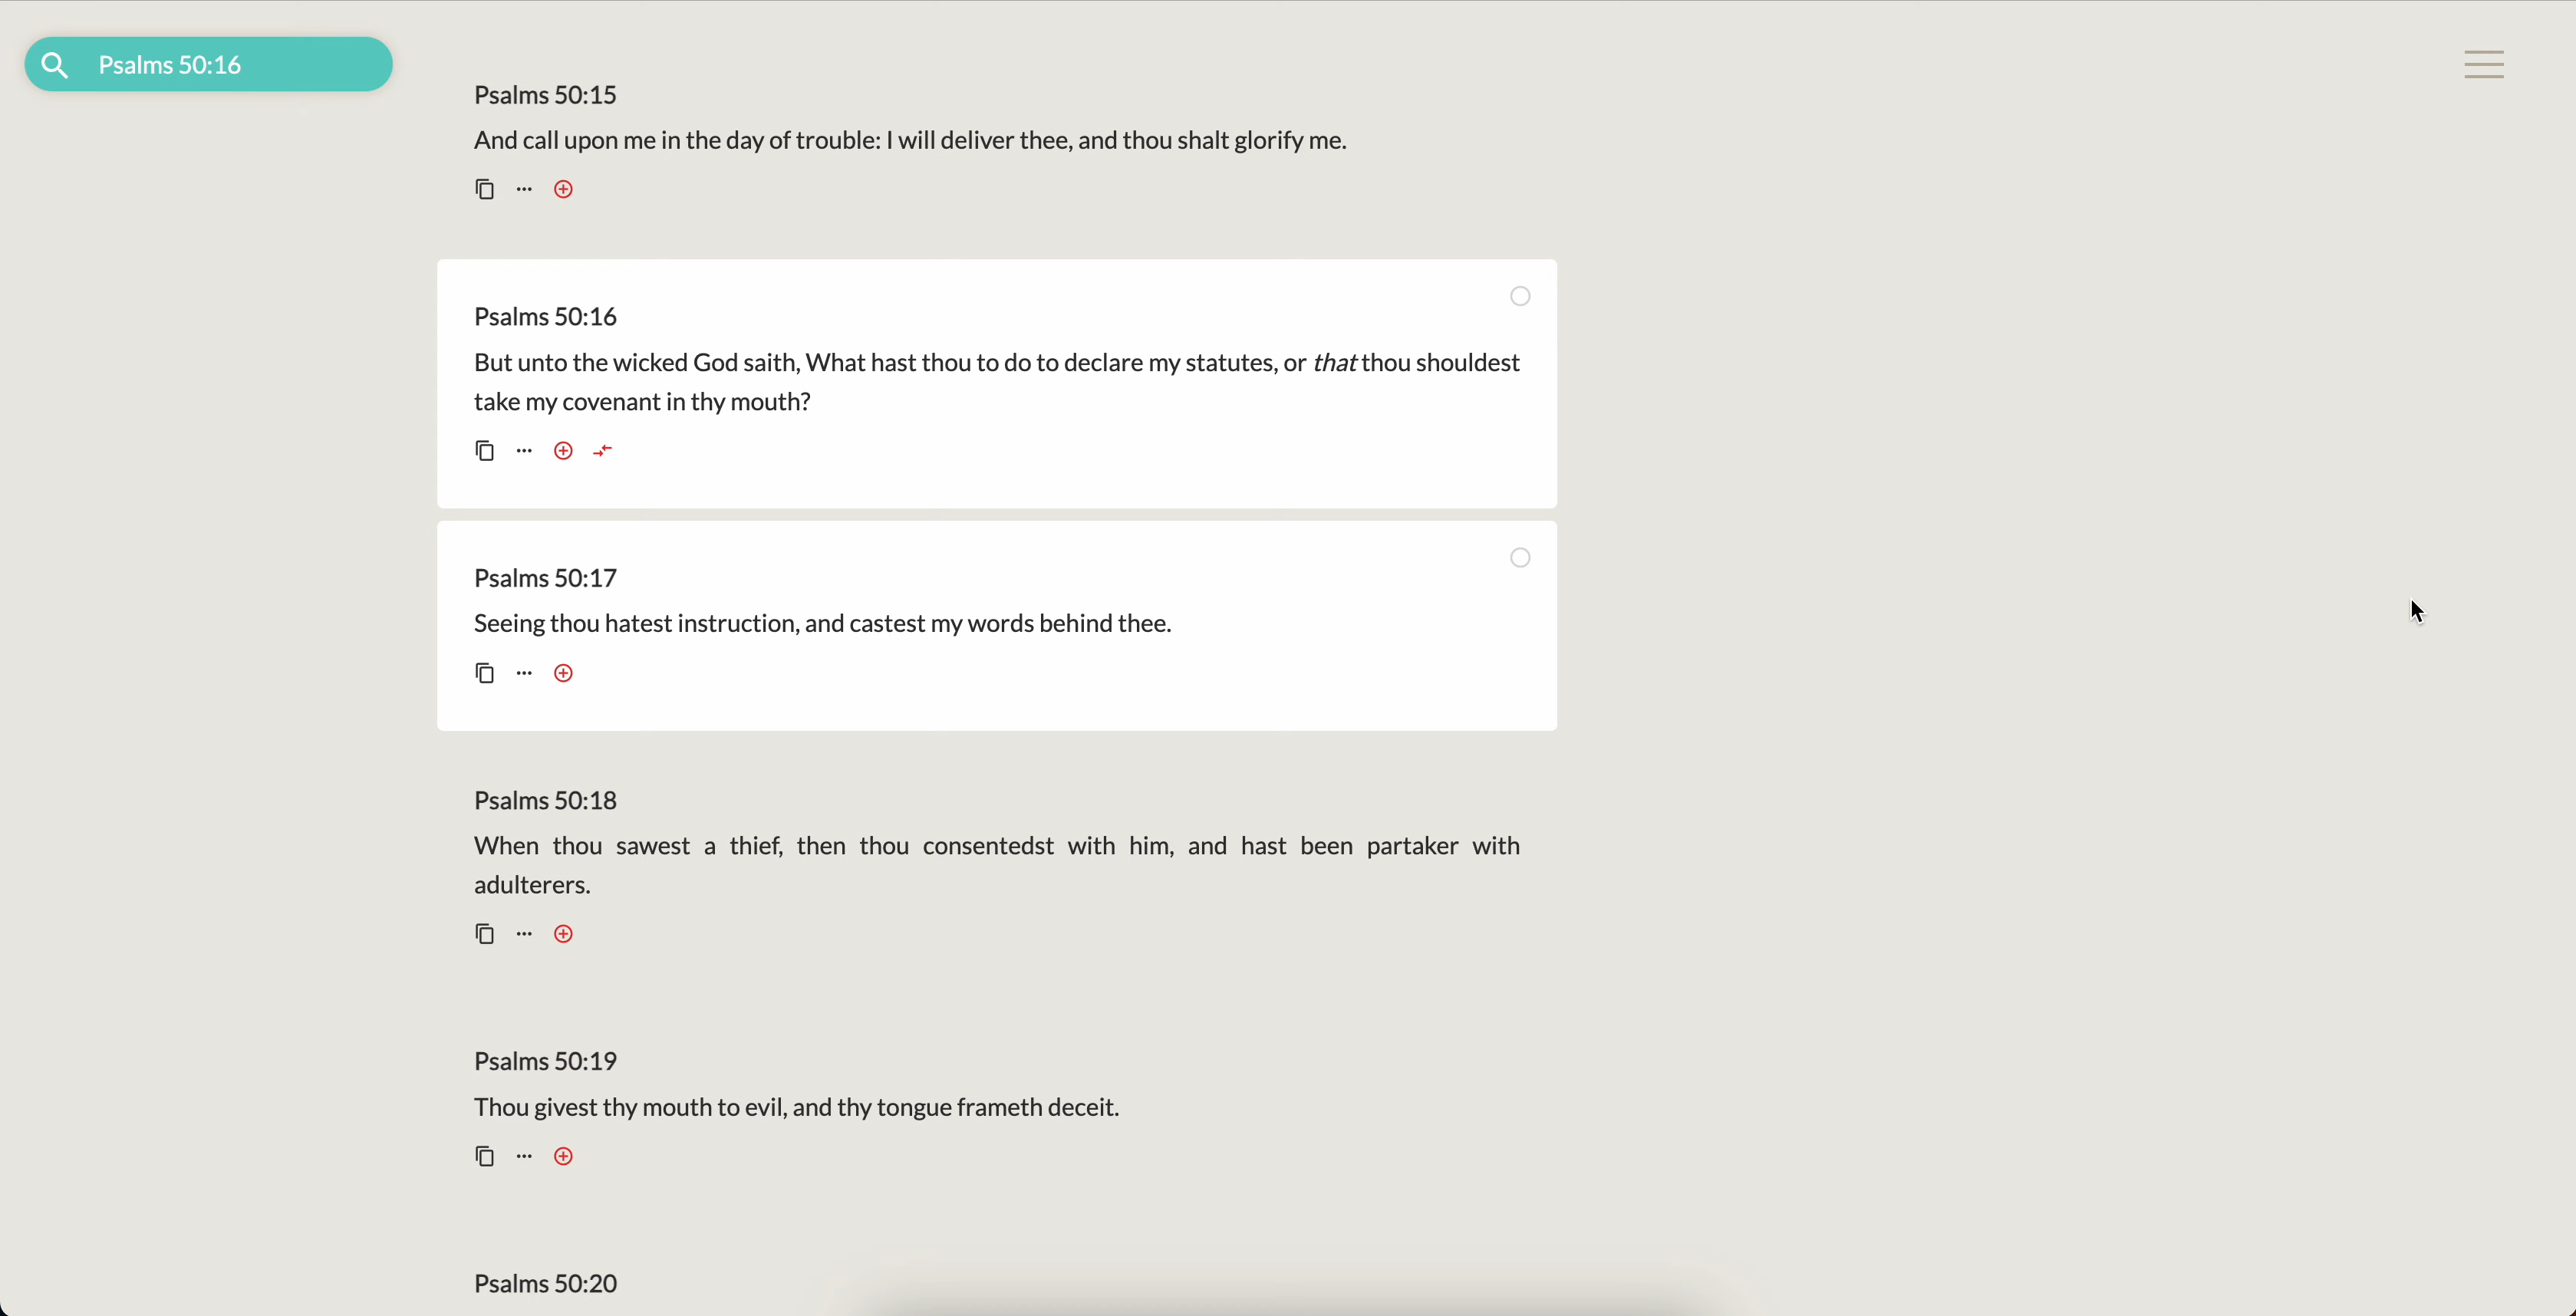 Psalms 50:16
Psalms 50:15
And call upon me in the day of trouble: I will deliver thee, and thou shalt glorify me.
Psalms 50:16
But unto the wicked God saith, What hast thou to do to declare my statutes, or that thou shouldest
take my covenant in thy mouth?
Psalms 50:17
Seeing thou hatest instruction, and castest my words behind thee.
Psalms 50:18
When thou sawest a thief, then thou consentedst with him, and hast been partaker with
adulterers.
Psalms 50:19
Thou givest thy mouth to evil, and thy tongue frameth deceit.
Psalms 50:20